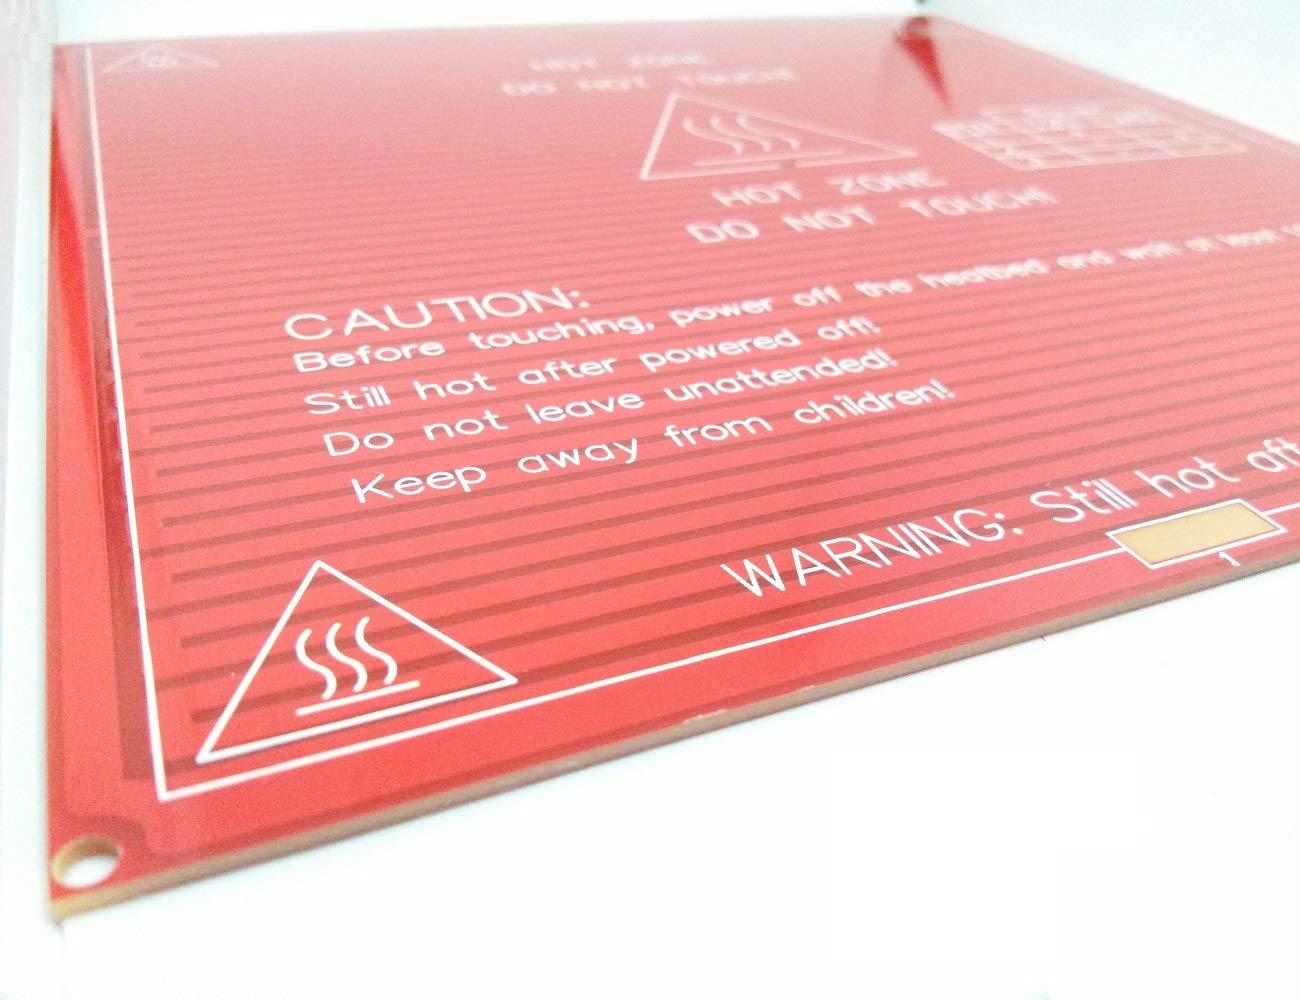 HOT ZONE
DO NOT TOUCH!
HOT ZONE
DO NOT TOUCH!
CAUTION:
Before touching, power off the heatbed and wait at least
Still hot after powered off!
Do not leave unattended!
Keep away from children!
WARNING: Still hot aft
1